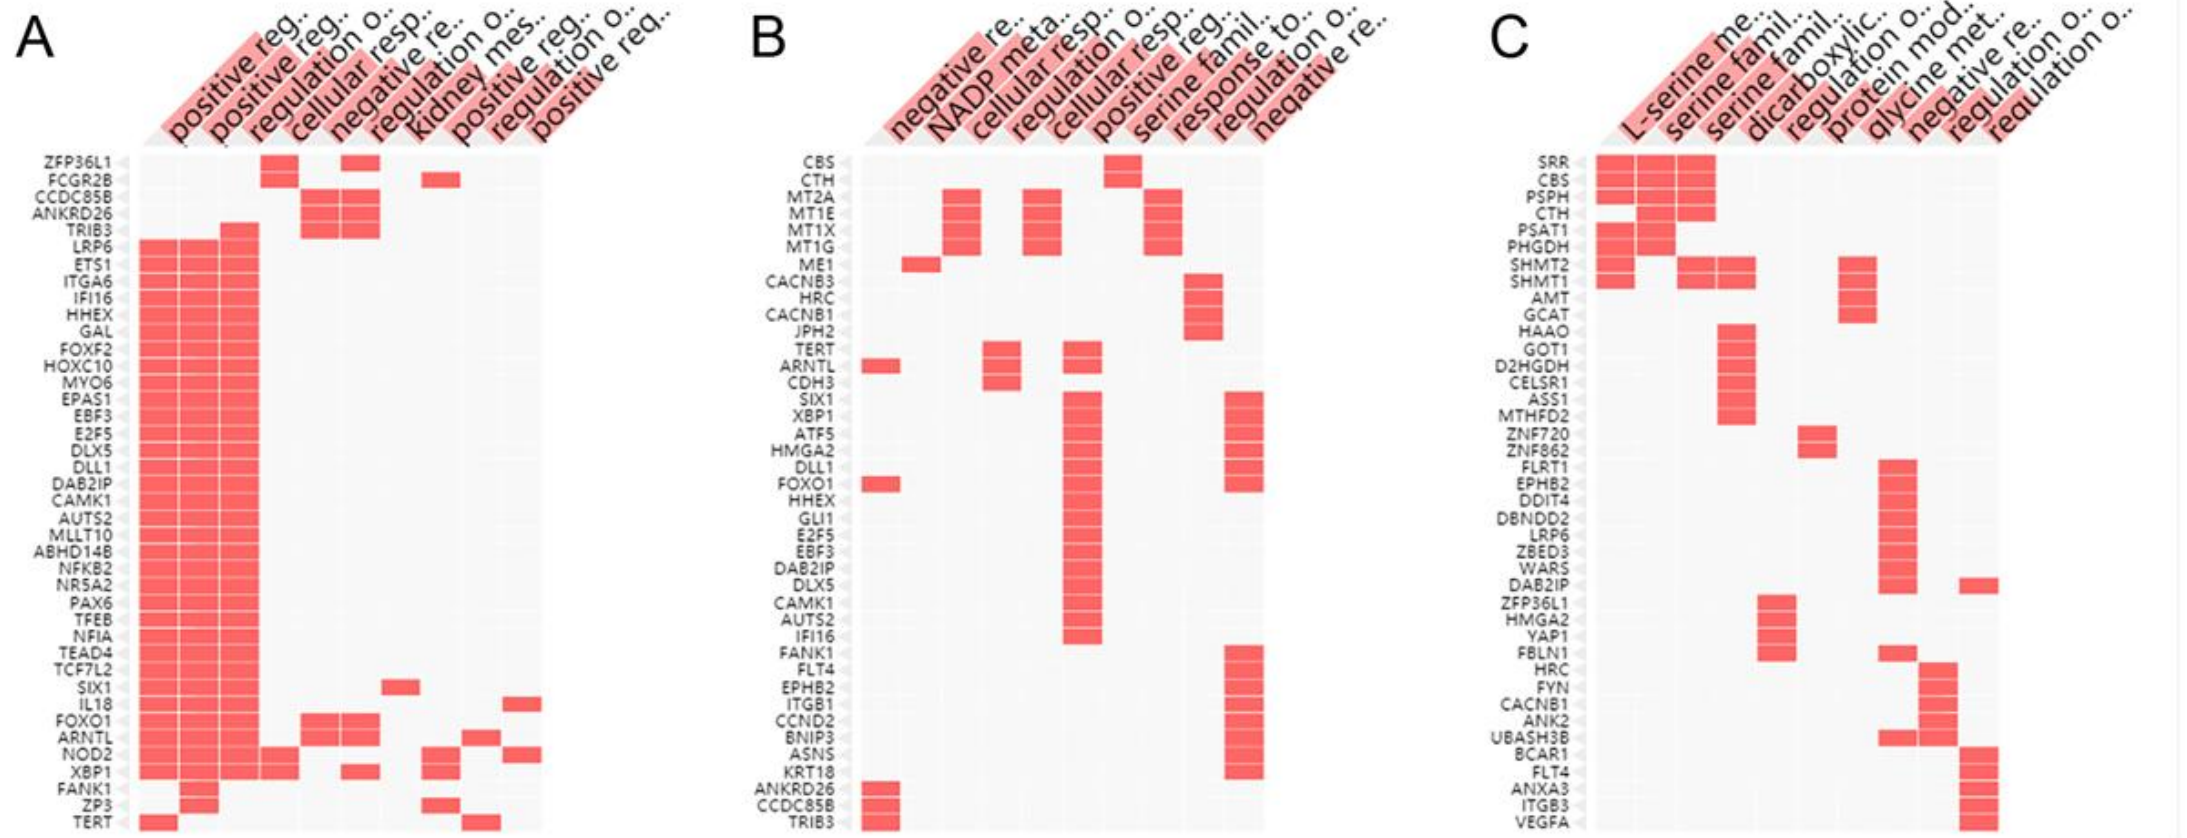 A
positive reg..
positive reg..
regulation o..
cellular resp..
negative re..
regulation o..
kidney mes..
positive reg..
regulation o..
positive req..
ZFP36L1
FCGR2B
CCDC85B
ANKRD26
TRIB3
LRP6
ETS1
ITGA6
IFI16
HHEX
GAL
FOXF2
HOXC10
MYO6
EPAS1
EBF3
E2F5
DLX5
DLL1
DAB2IP
CAMK1
AUTS2
MLLT10
ABHD14B
NFKB2
NR5A2
PAX6
TFEB
NFIA
TEAD4
TCF7L2
SIX1
IL18
FOXO1
ARNTL
NOD2
XBP1
FANK1
ZP3
TERT
B
negative re..
NADP meta..
cellular resp..
regulation o..
cellular resp..
positive reg..
serine famil..
response to..
regulation o..
negative re..
CBS
CTH
MT2A
MT1E
MT1X
MT1G
ME1
CACNB3
HRC
CACNB1
JPH2
TERT
ARNTL
CDH3
SIX1
XBP1
ATF5
HMGA2
DLL1
FOXO1
HHEX
GLI1
E2F5
EBF3
DAB2IP
DLX5
CAMK1
AUTS2
IFI16
FANK1
FLT4
EPHB2
ITGB1
CCND2
BNIP3
ASNS
KRT18
ANKRD26
CCDC85B
TRIB3
C
L-serine me..
serine famil..
serine famil..
dicarboxylic..
regulation o..
protein mod..
glycine met..
negative re..
regulation o..
regulation o..
SRR
CBS
PSPH
CTH
PSAT1
PHGDH
SHMT2
SHMT1
AMT
GCAT
HAAO
GOT1
D2HGDH
CELSR1
ASS1
MTHFD2
ZNF720
ZNF862
FLRT1
EPHB2
DDIT4
DBNDD2
LRP6
ZBED3
WARS
DAB2IP
ZFP36L1
HMGA2
YAP1
FBLN1
HRC
FYN
CACNB1
ANK2
UBASH3B
BCAR1
FLT4
ANXA3
ITGB3
VEGFA